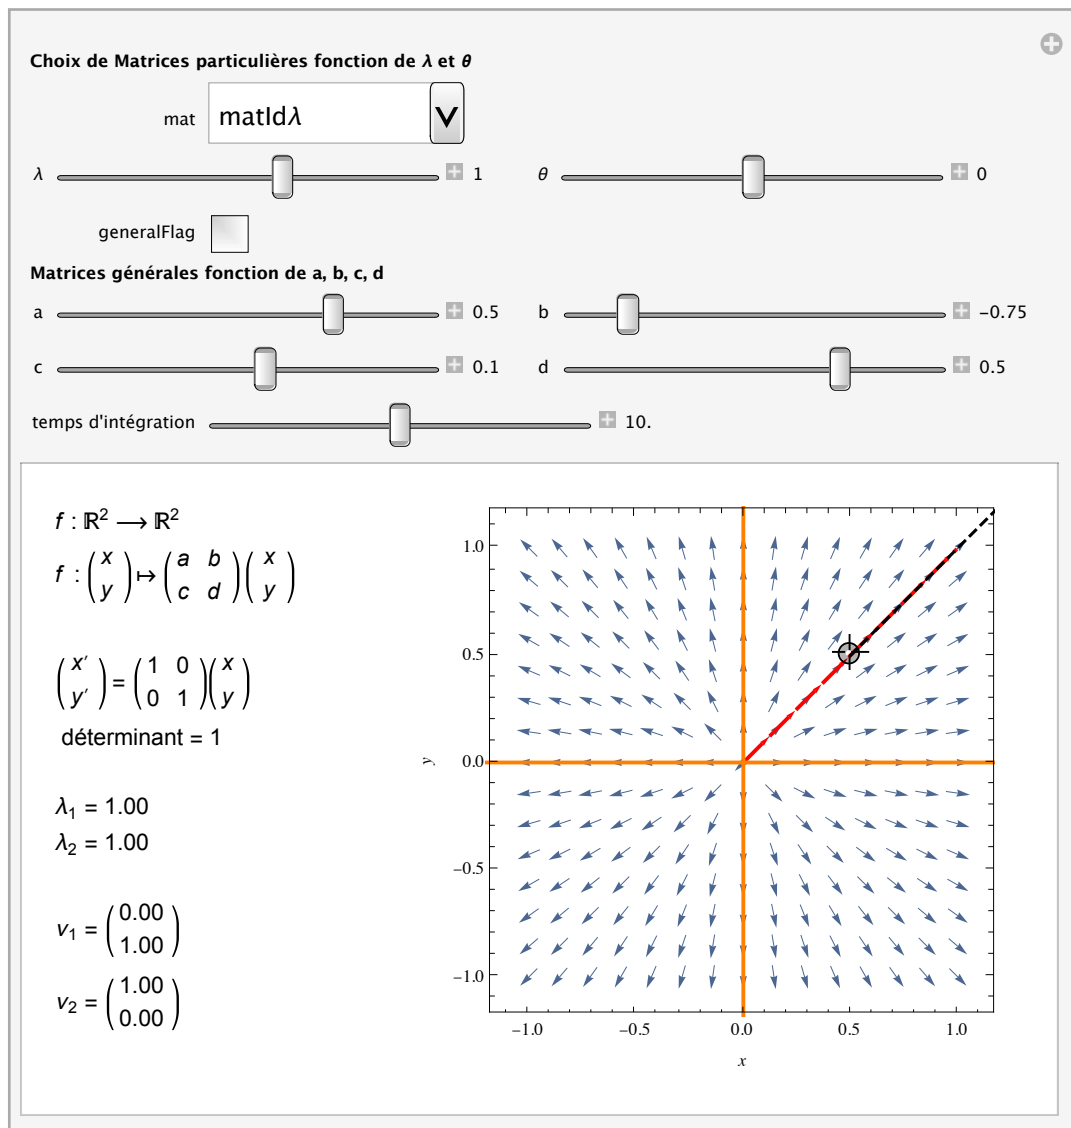 Choix de Matrices particulières fonction de λ et θ
mat matIdλ
λ 1 θ 0
generalFlag
Matrices générales fonction de a, b, c, d
a 0.5 b −0.75
c 0.1 d 0.5
temps d'intégration 10.
f : ℝ² ⟶ ℝ²
f : (x y) ↦ (a b c d)(x y)
(x′ y′) = (1 0 0 1)(x y)
déterminant = 1
λ₁ = 1.00
λ₂ = 1.00
v₁ = (0.00 1.00)
v₂ = (1.00 0.00)
1.0
0.5
0.0
−0.5
−1.0
y
−1.0 −0.5 0.0 0.5 1.0
x